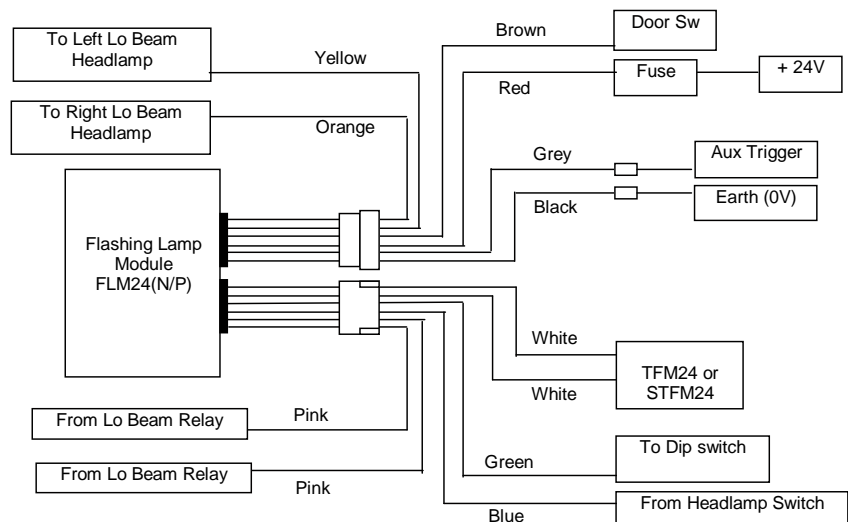 To Left Lo Beam
Headlamp
Yellow
Brown
Door Sw
Red
Fuse
+ 24V
To Right Lo Beam
Headlamp
Orange
Grey
Aux Trigger
Black
Earth (0V)
Flashing Lamp
Module
FLM24(N/P)
White
White
TFM24 or
STFM24
From Lo Beam Relay
Pink
From Lo Beam Relay
Pink
Green
To Dip switch
Blue
From Headlamp Switch